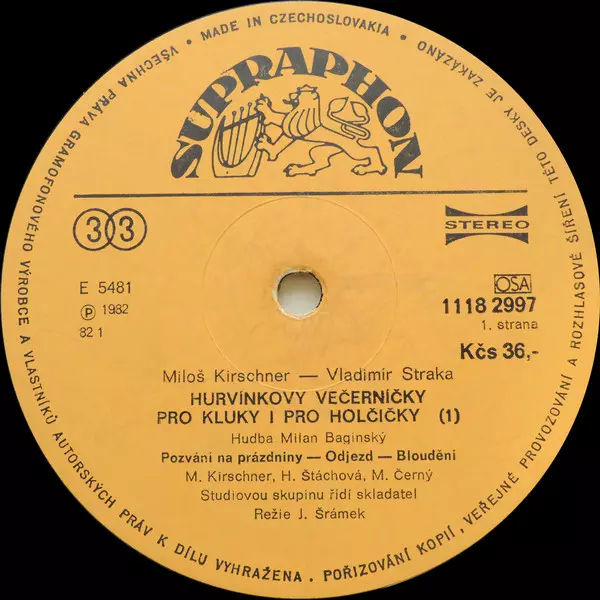 VŠECHNA PRÁVA GRAMOFONOVÉHO VÝROBCE A VLASTNÍKŮ AUTORSKÝCH PRÁV K DÍLU VYHRAŽENA . POŘIZOVÁNÍ KOPIÍ, VEŘEJNÉ PROVOZOVÁNÍ A ROZHLASOVÉ ŠÍŘENÍ TÉTO DESKY JE ZAKÁZÁNO
MADE IN CZECHOSLOVAKIA
SUPRAPHON
33
STEREO
E 5481
℗ 1982
82 1
OSA
1118 2997
1. strana
Kčs 36,-
Miloš Kirschner — Vladimír Straka
HURVÍNKOVY VEČERNÍČKY
PRO KLUKY I PRO HOLČIČKY (1)
Hudba Milan Baginský
Pozvání na prázdniny — Odjezd — Bloudění
M. Kirschner, H. Štáchová, M. Černý
Studiovou skupinu řídí skladatel
Režie J. Šrámek